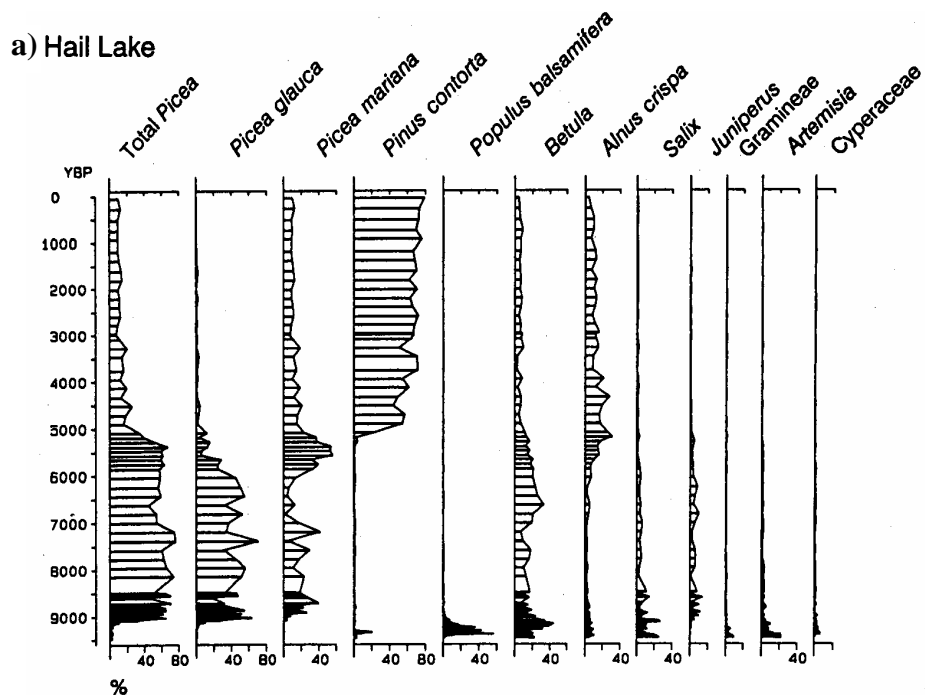 a) Hail Lake
Total Picea
Picea glauca
Picea mariana
Pinus contorta
Populus balsamifera
Betula
Alnus crispa
Salix
Juniperus
Gramineae
Artemisia
Cyperaceae
YBP
0
1000
2000
3000
4000
5000
6000
7000
8000
9000
40 80 40 80 40 40 80 40 40 40 40 40
%